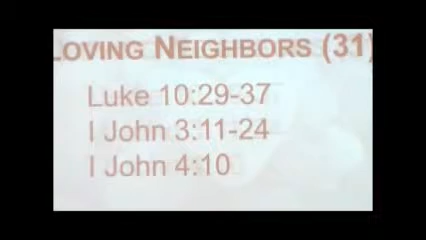 LOVING NEIGHBORS (31)
Luke 10:29-37
I John 3:11-24
I John 4:10